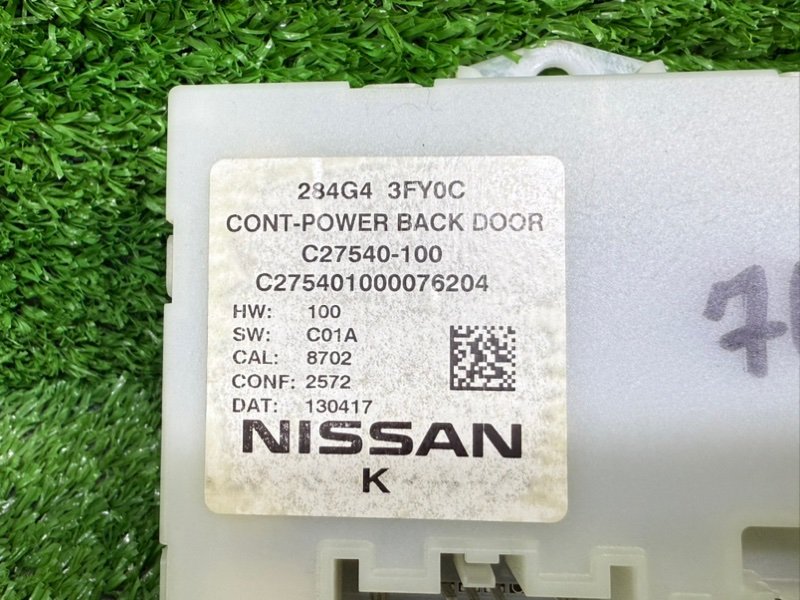 284G4 3FY0C
CONT-POWER BACK DOOR
C27540-100
C275401000076204
HW: 100
SW: C01A
CAL: 8702
CONF: 2572
DAT: 130417
NISSAN
K